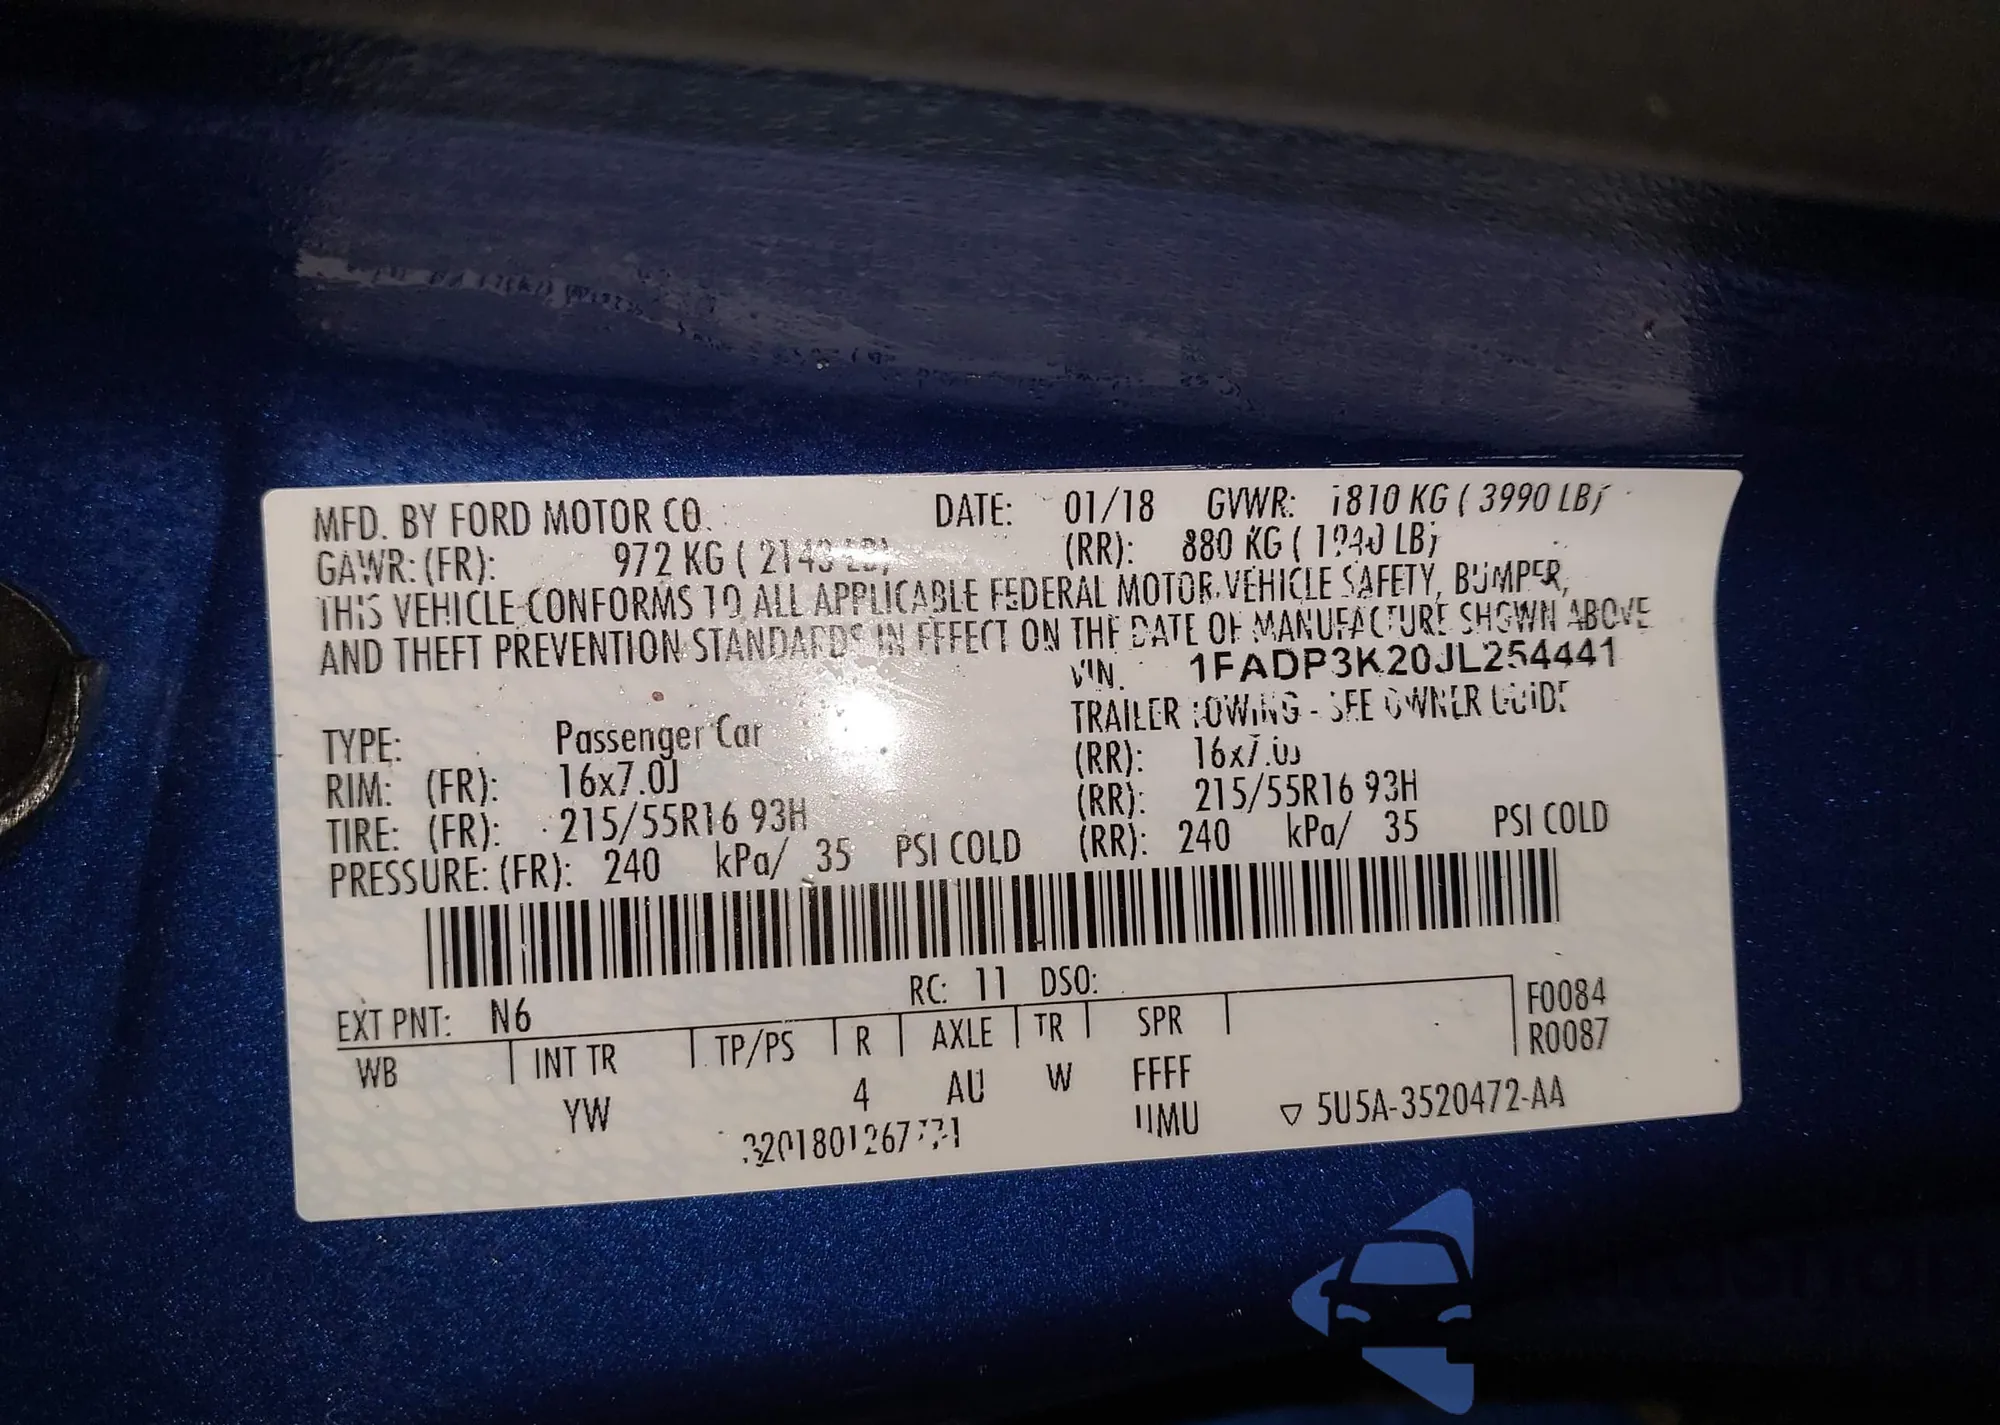 MFD. BY FORD MOTOR CO. DATE: 01/18 GVWR: 1810 KG ( 3990 LB)
GAWR: (FR): 972 KG ( 2143 LB) (RR): 880 KG ( 1940 LB)
THIS VEHICLE CONFORMS TO ALL APPLICABLE FEDERAL MOTOR VEHICLE SAFETY, BUMPER,
AND THEFT PREVENTION STANDARDS IN EFFECT ON THE DATE OF MANUFACTURE SHOWN ABOVE
VIN: 1FADP3K20JL254441
TRAILER TOWING - SEE OWNER GUIDE
TYPE: Passenger Car
RIM: (FR): 16x7.0J (RR): 16x7.0J
TIRE: (FR): 215/55R16 93H (RR): 215/55R16 93H
PRESSURE: (FR): 240 kPa/ 35 PSI COLD (RR): 240 kPa/ 35 PSI COLD
RC: 11 DSO:
EXT PNT: N6 F0084
WB INT TR TP/PS R AXLE TR SPR R0087
YW 4 AU W FFFF
UMU ▽ 5U5A-3520472-AA